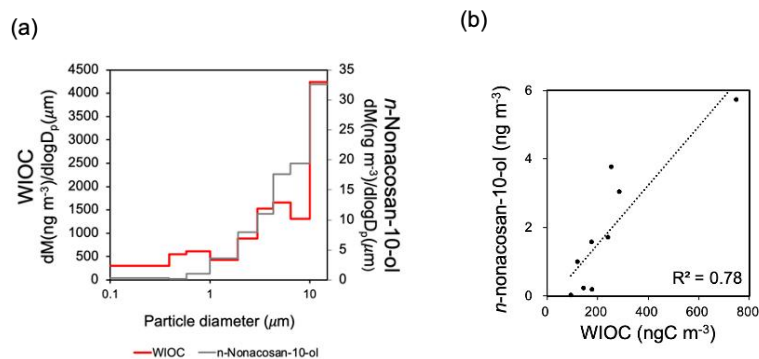 (a)
WIOC
dM(ng m⁻³)/dlogDₚ(μm)
4500
4000
3500
3000
2500
2000
1500
1000
500
0
35
30
25
20
15
10
5
0
n-Nonacosan-10-ol
dM(ng m⁻³)/dlogDₚ(μm)
0.1
1
10
Particle diameter (μm)
WIOC
n-Nonacosan-10-ol
(b)
n-nonacosan-10-ol (ng m⁻³)
6
4
2
0
R² = 0.78
0
200
400
600
800
WIOC (ngC m⁻³)